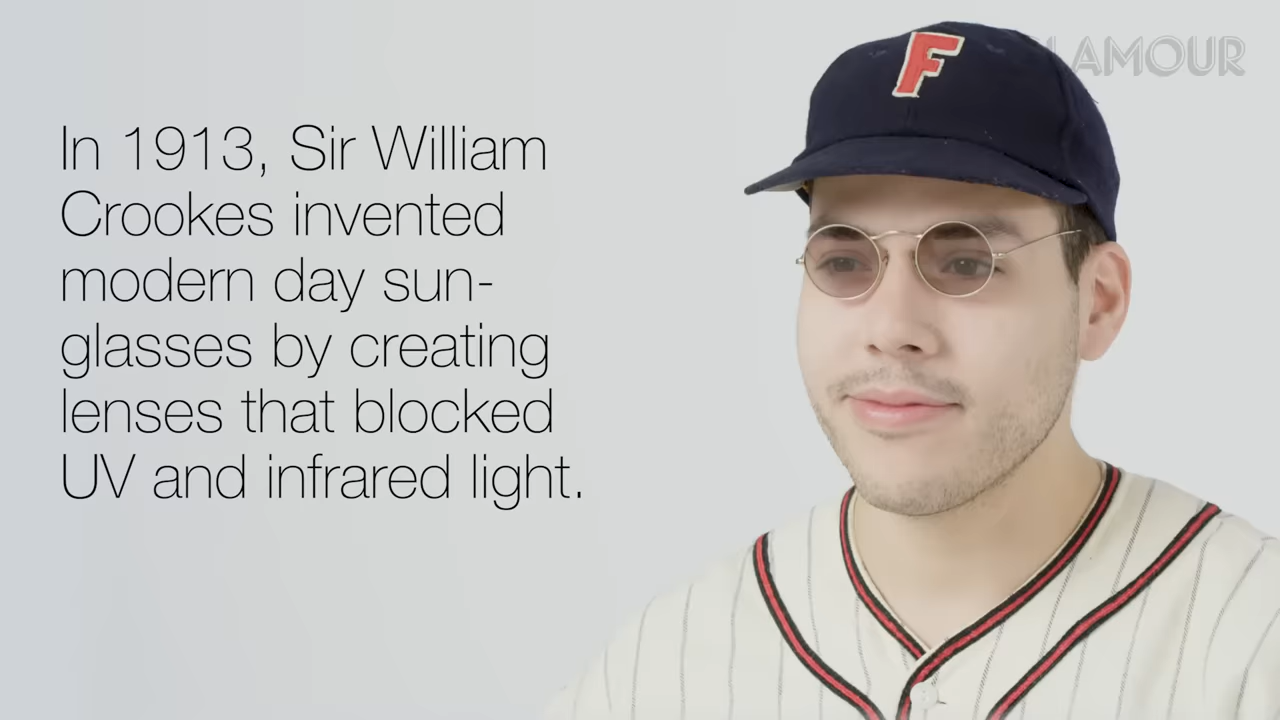 GLAMOUR
F
In 1913, Sir William
Crookes invented
modern day sun-
glasses by creating
lenses that blocked
UV and infrared light.